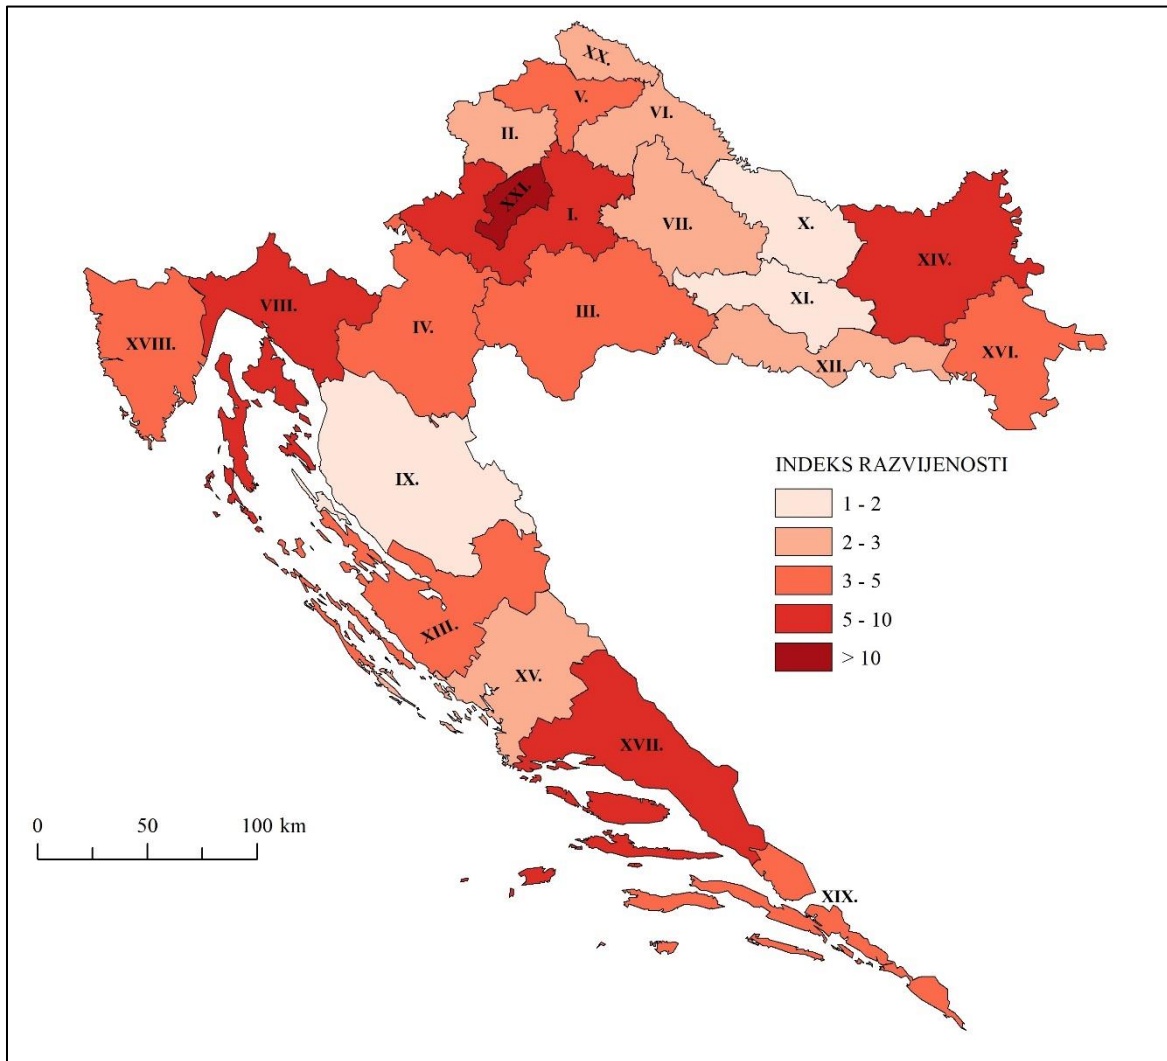 XX.
V.
VI.
II.
XXI.
I.
VII.
X.
XIV.
VIII.
XI.
III.
IV.
XVIII.
XVI.
XII.
INDEKS RAZVIJENOSTI
IX.
1 - 2
2 - 3
3 - 5
XIII.
5 - 10
> 10
XV.
XVII.
0 50 100 km
XIX.